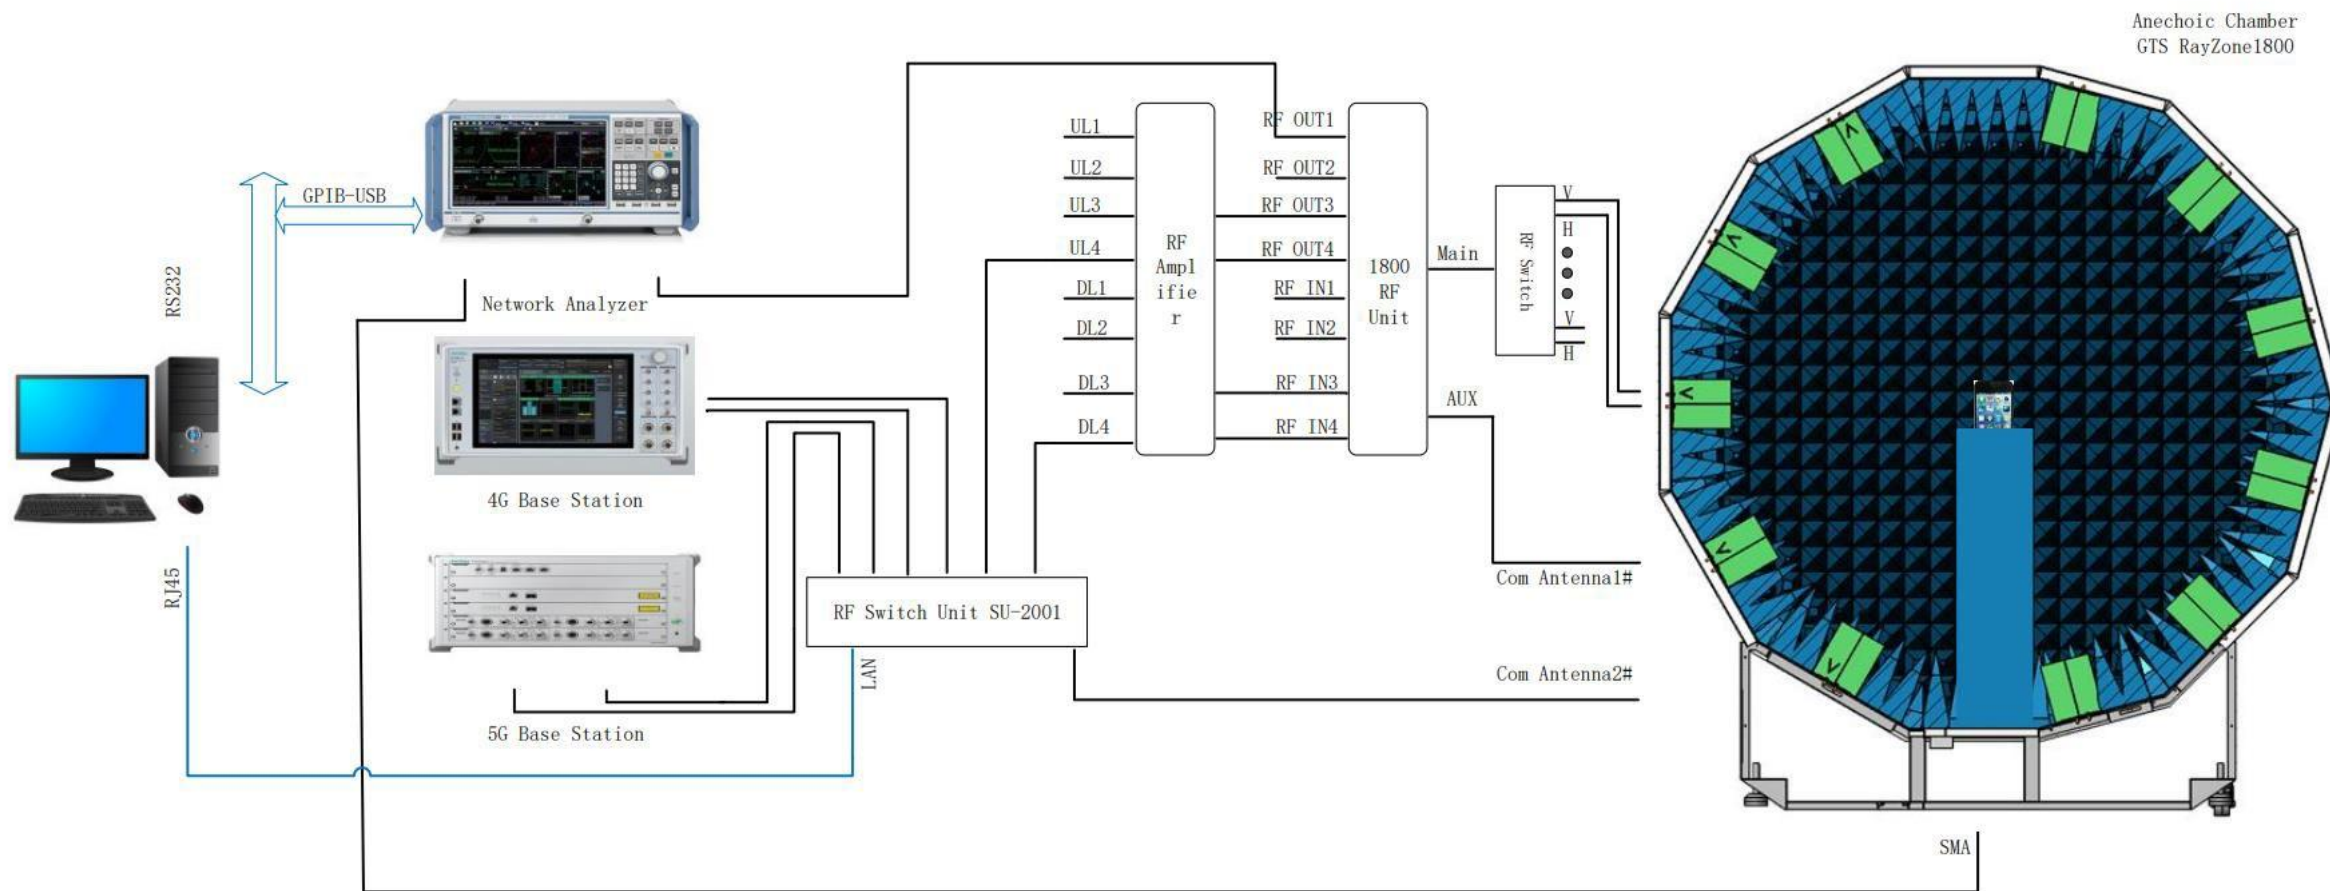 Anechoic Chamber
GTS RayZone1800
GPIB-USB
RS232
Network Analyzer
4G Base Station
5G Base Station
RJ45
LAN
RF Switch Unit SU-2001
UL1
UL2
UL3
UL4
DL1
DL2
DL3
DL4
RF
Ampl
ifie
r
RF OUT1
RF OUT2
RF OUT3
RF OUT4
RF IN1
RF IN2
RF IN3
RF IN4
1800
RF
Unit
Main
AUX
RF Switch
V
H
V
H
Com Antenna1#
Com Antenna2#
V
V
V
V
V
SMA